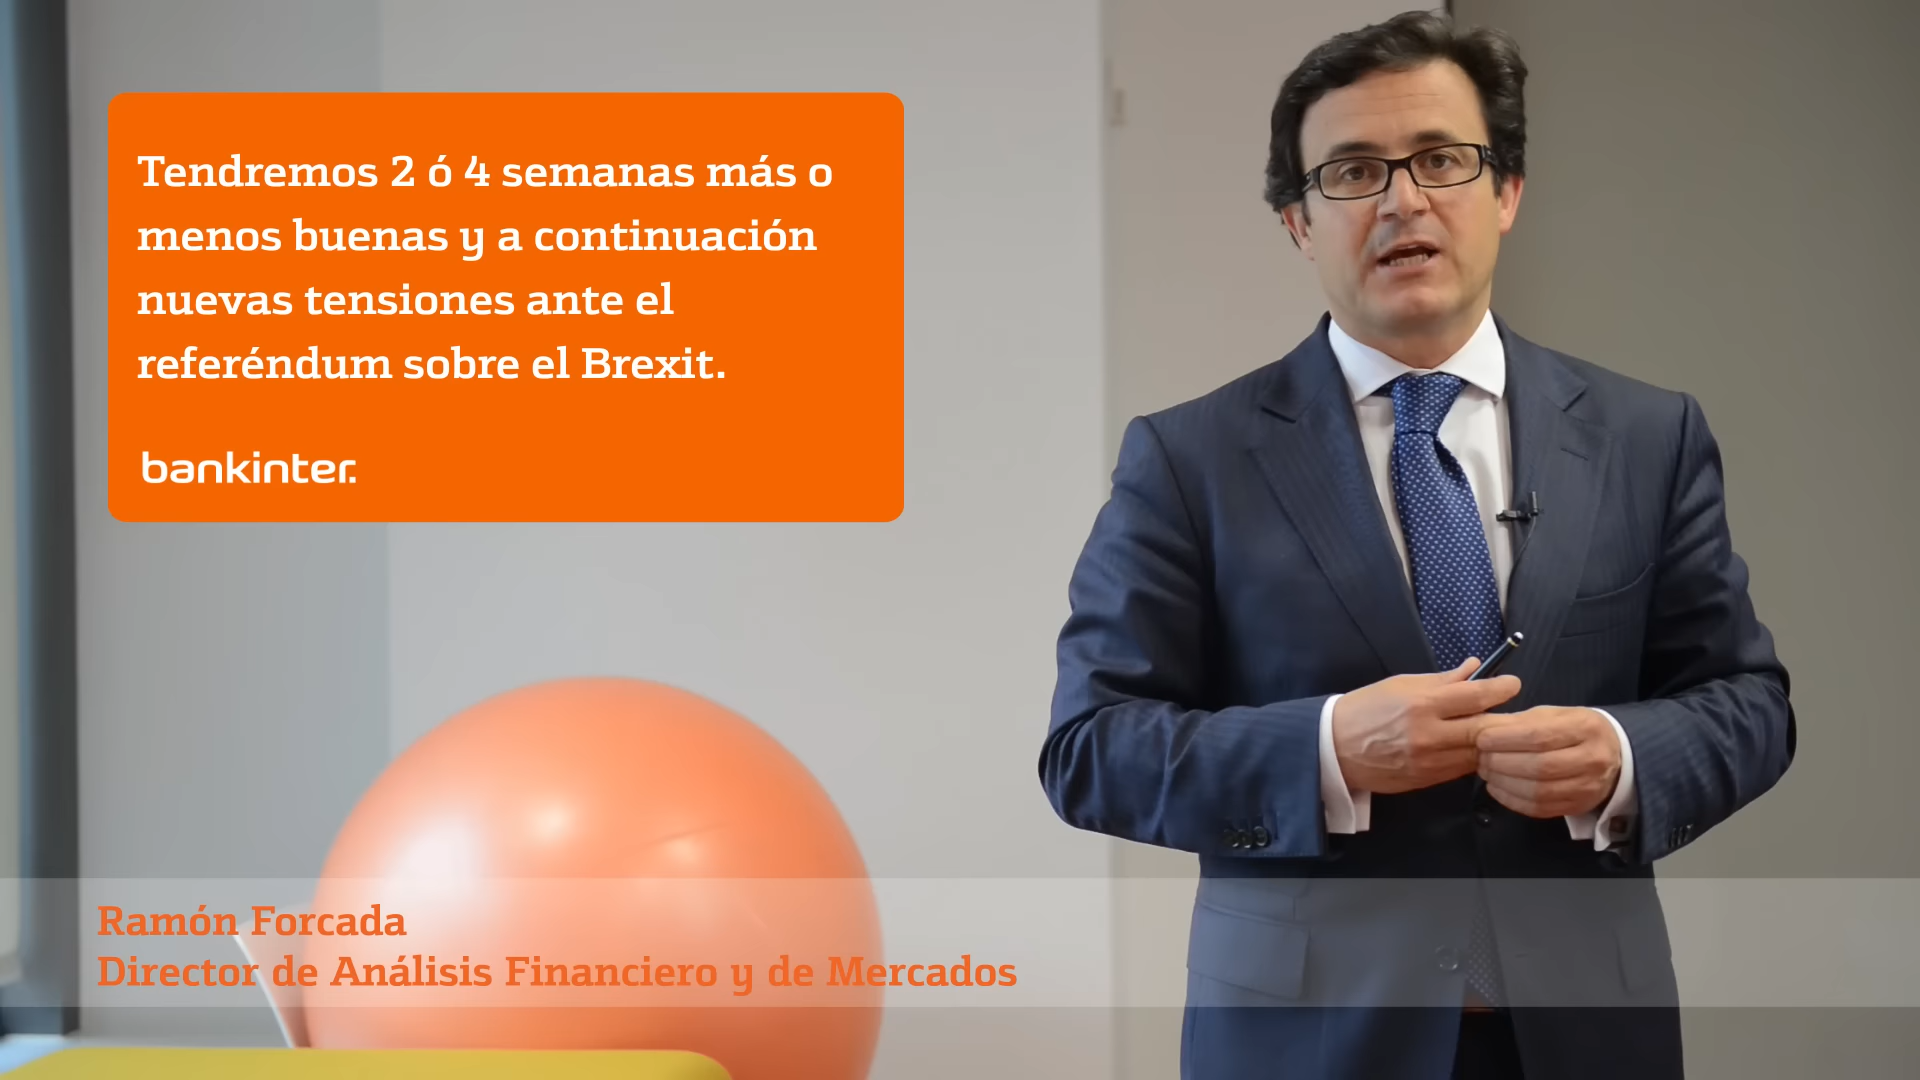 Tendremos 2 ó 4 semanas más o
menos buenas y a continuación
nuevas tensiones ante el
referéndum sobre el Brexit.
bankinter.
Ramón Forcada
Director de Análisis Financiero y de Mercados